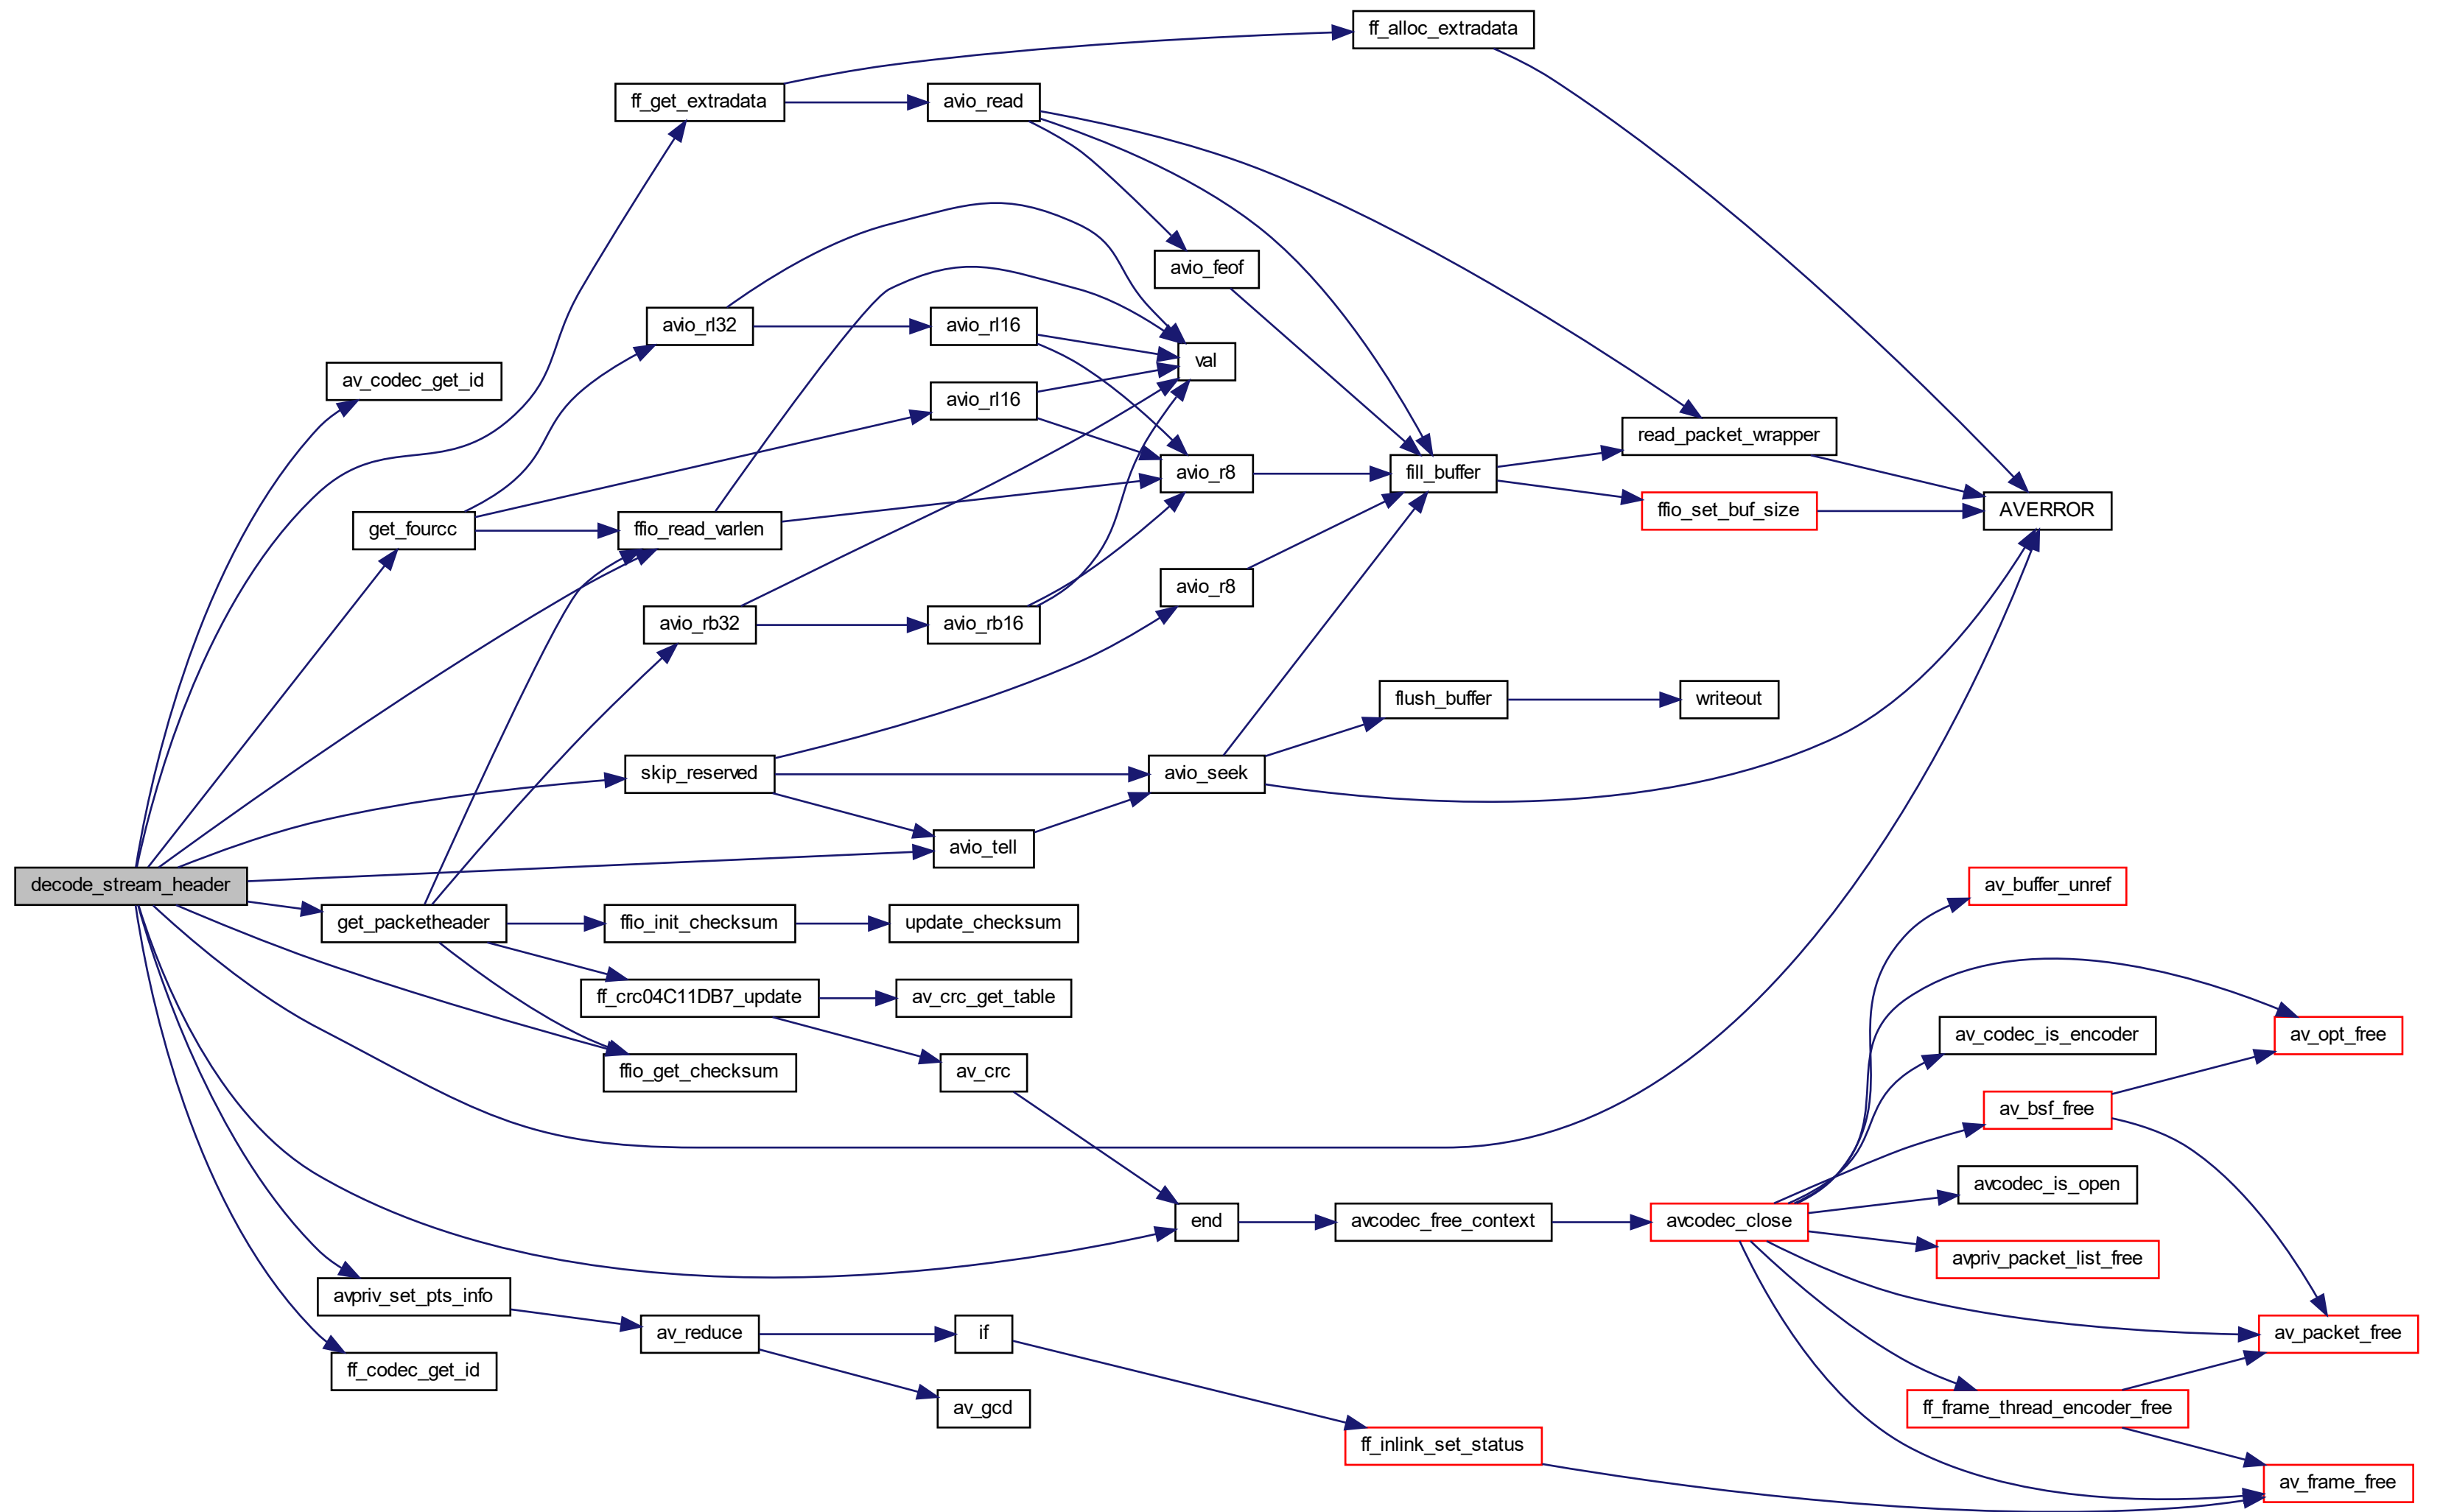 ff_alloc_extradata
ff_get_extradata
avio_read
avio_feof
avio_rl32
avio_rl16
val
av_codec_get_id
avio_rl16
read_packet_wrapper
avio_r8
fill_buffer
get_fourcc
ffio_read_varlen
ffio_set_buf_size
AVERROR
avio_r8
avio_rb32
avio_rb16
flush_buffer
writeout
skip_reserved
avio_seek
avio_tell
decode_stream_header
av_buffer_unref
get_packetheader
ffio_init_checksum
update_checksum
ff_crc04C11DB7_update
av_crc_get_table
av_codec_is_encoder
av_opt_free
ffio_get_checksum
av_crc
av_bsf_free
avcodec_is_open
end
avcodec_free_context
avcodec_close
avpriv_packet_list_free
avpriv_set_pts_info
av_reduce
if
av_packet_free
ff_codec_get_id
av_gcd
ff_frame_thread_encoder_free
ff_inlink_set_status
av_frame_free